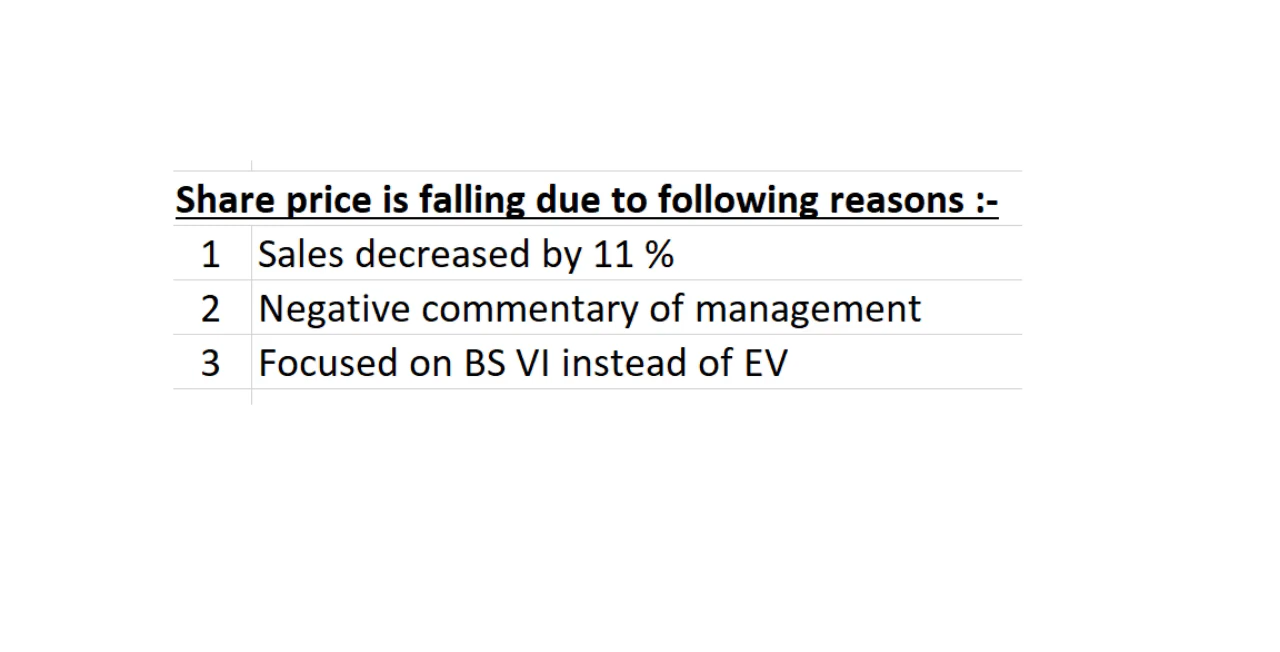 Share price is falling due to following reasons :-
1 Sales decreased by 11 %
2 Negative commentary of management
3 Focused on BS VI instead of EV